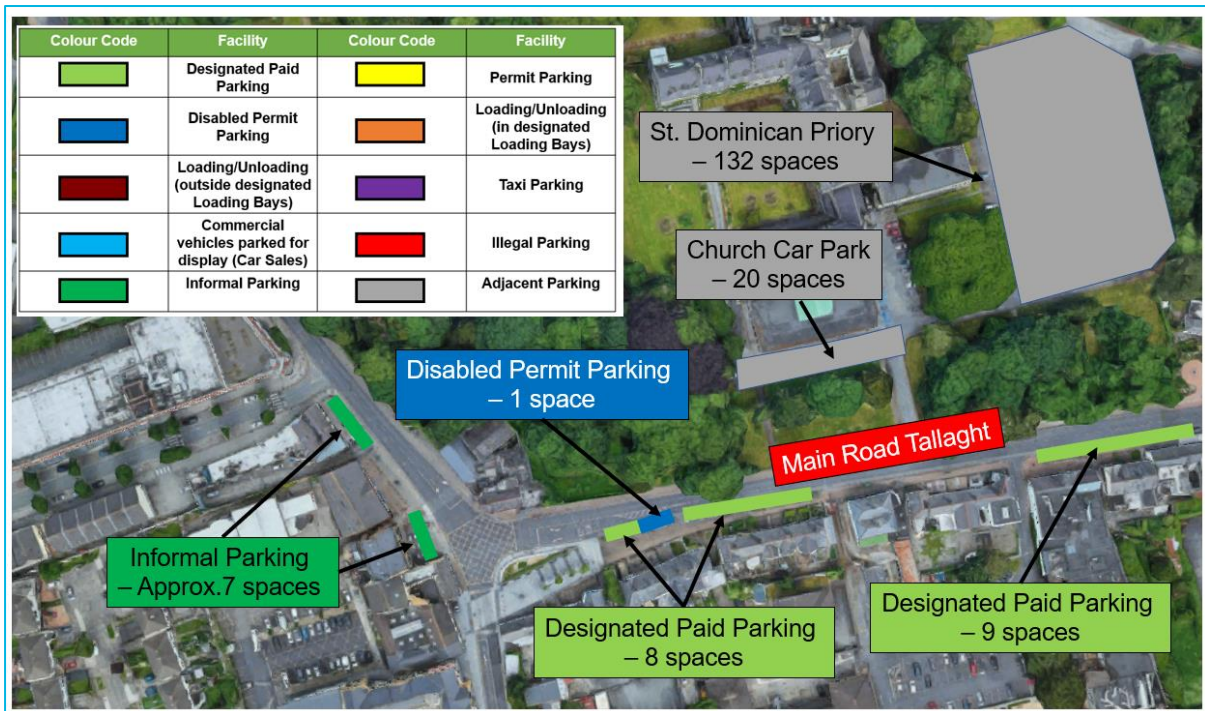 Colour Code Facility Colour Code Facility
Designated Paid
Parking
Permit Parking
Disabled Permit
Parking
Loading/Unloading
(in designated
Loading Bays)
Loading/Unloading
(outside designated
Loading Bays)
Taxi Parking
Commercial
vehicles parked for
display (Car Sales)
Illegal Parking
Informal Parking
Adjacent Parking
St. Dominican Priory
– 132 spaces
Church Car Park
– 20 spaces
Disabled Permit Parking
– 1 space
Main Road Tallaght
Informal Parking
– Approx.7 spaces
Designated Paid Parking
– 8 spaces
Designated Paid Parking
– 9 spaces